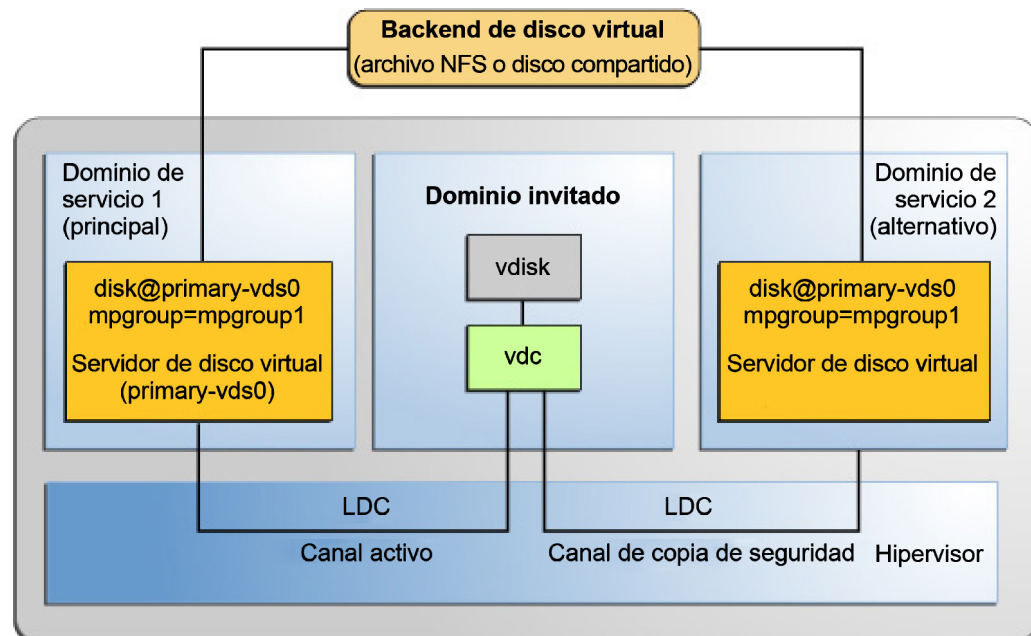 Backend de disco virtual
(archivo NFS o disco compartido)
Dominio de
servicio 1
(principal)
disk@primary-vds0
mpgroup=mpgroup1
Servidor de disco virtual
(primary-vds0)
Dominio invitado
vdisk
vdc
Dominio de
servicio 2
(alternativo)
disk@primary-vds0
mpgroup=mpgroup1
Servidor de disco virtual
LDC
Canal activo
LDC
Canal de copia de seguridad
Hipervisor